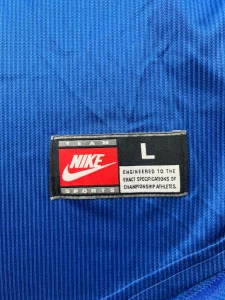 TEAM
NIKE
SPORTS
L
ENGINEERED TO THE
EXACT SPECIFICATIONS OF
CHAMPIONSHIP ATHLETES.